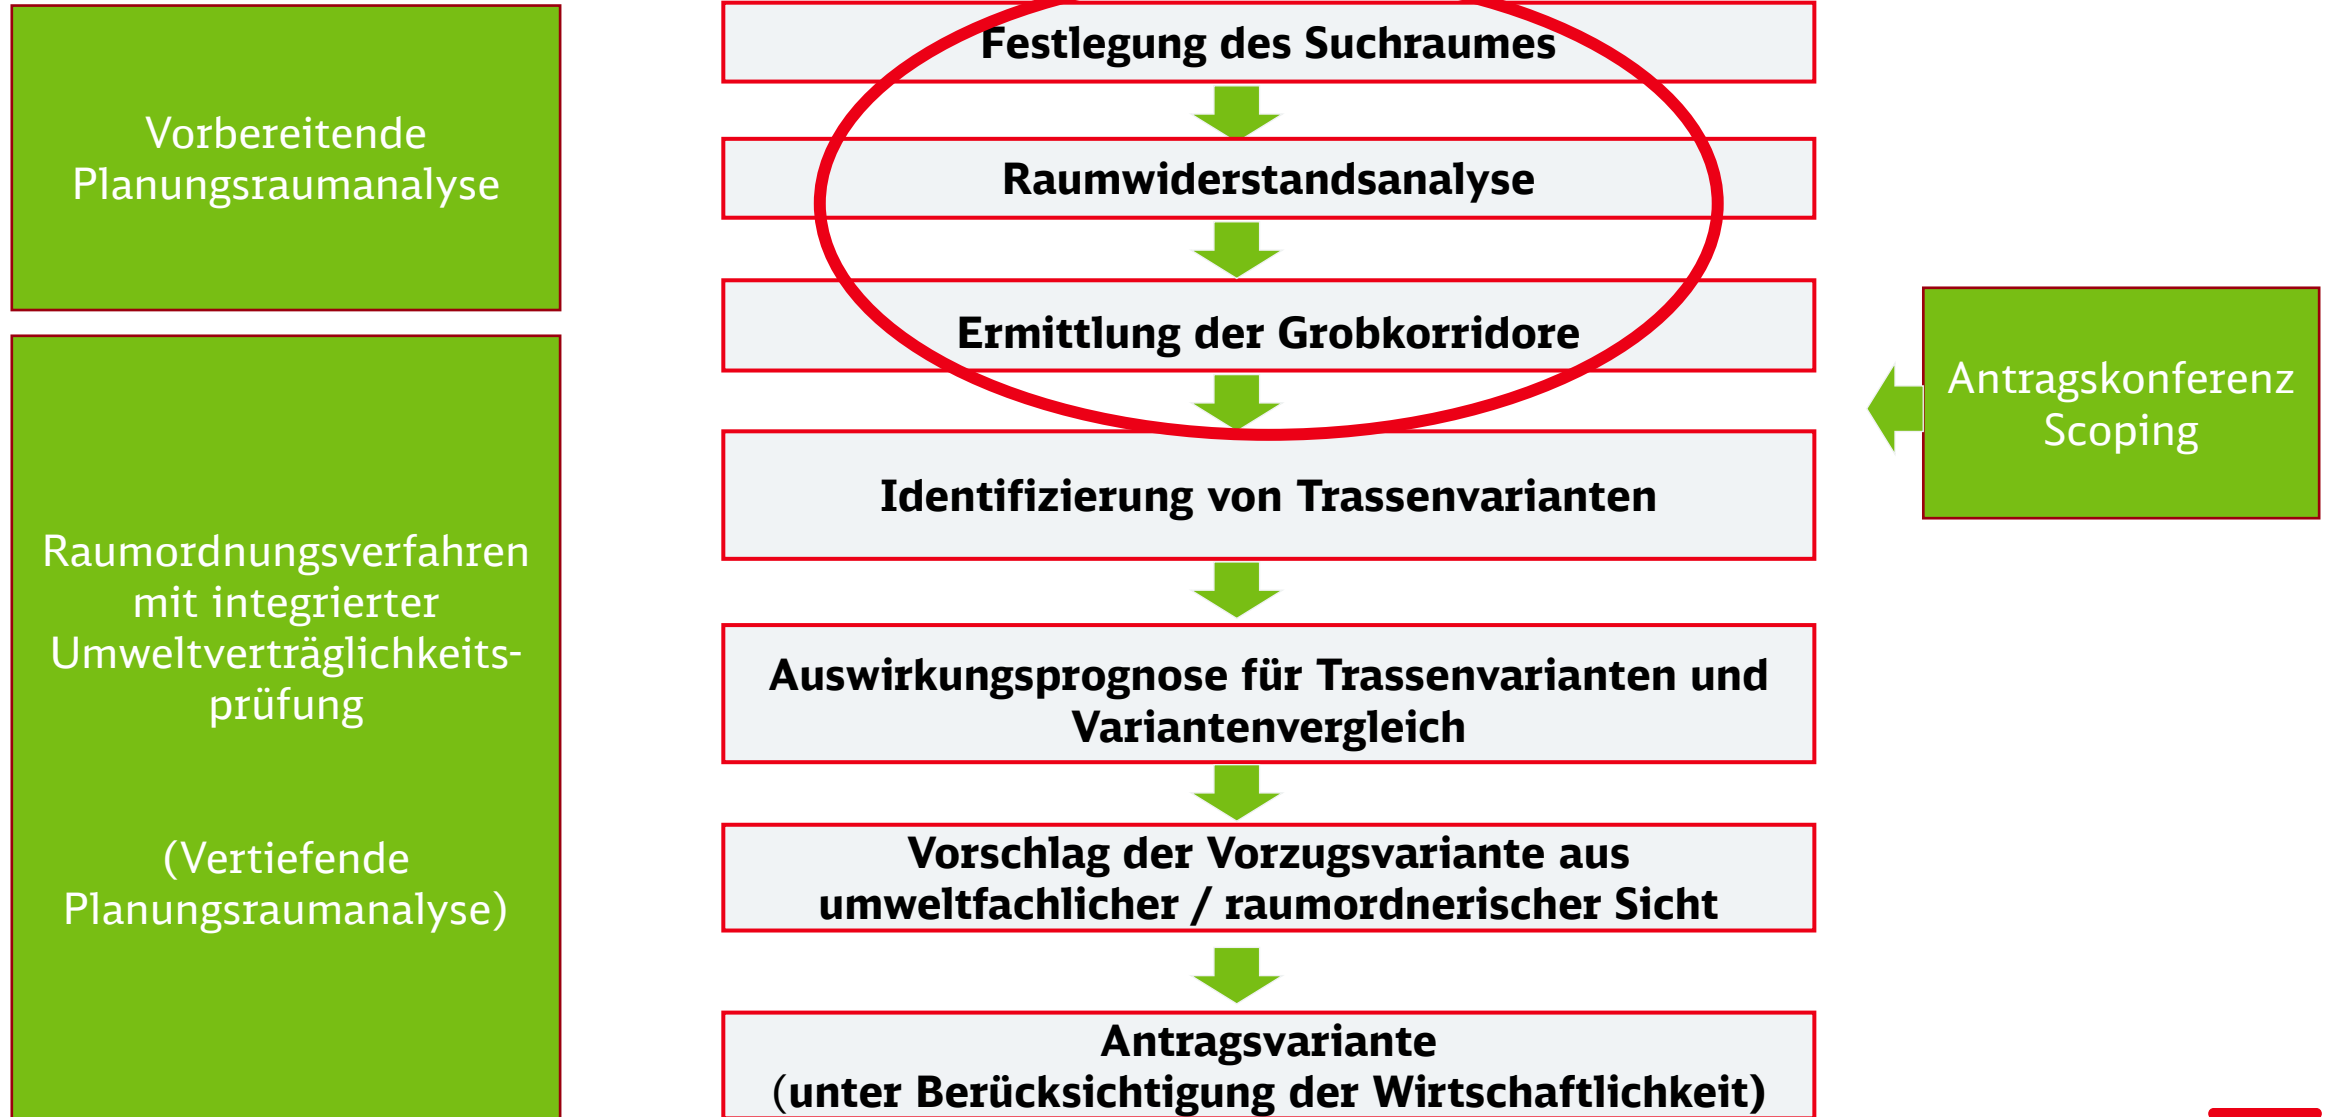 Vorbereitende
Planungsraumanalyse
Raumordnungsverfahren
mit integrierter
Umweltverträglichkeits-
prüfung
(Vertiefende
Planungsraumanalyse)
Festlegung des Suchraumes
Raumwiderstandsanalyse
Ermittlung der Grobkorridore
Identifizierung von Trassenvarianten
Auswirkungsprognose für Trassenvarianten und
Variantenvergleich
Vorschlag der Vorzugsvariante aus
umweltfachlicher / raumordnerischer Sicht
Antragsvariante
(unter Berücksichtigung der Wirtschaftlichkeit)
Antragskonferenz
Scoping